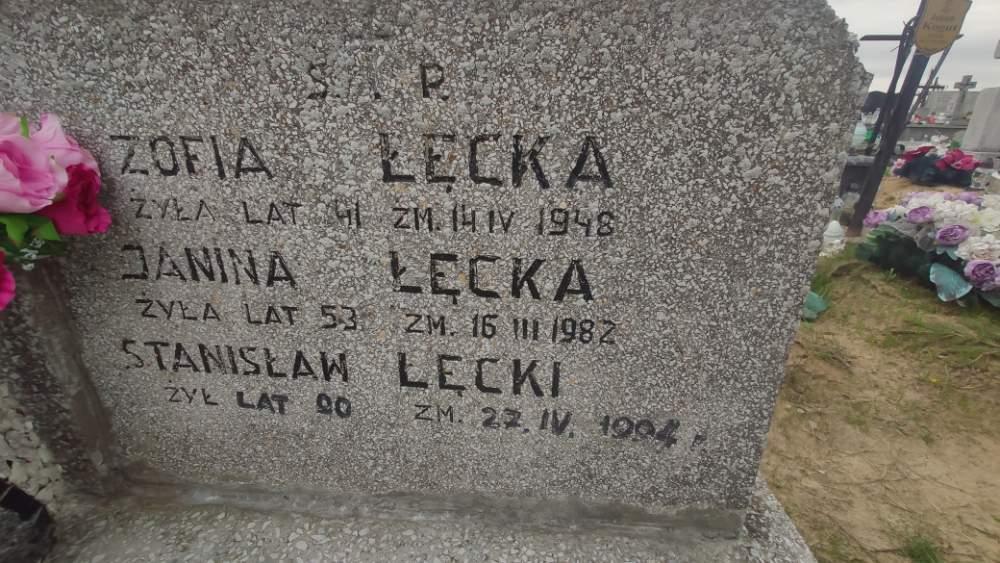 Ś. P.
ZOFIA ŁĘCKA
ŻYŁA LAT 41 ZM. 14 IV 1948
JANINA ŁĘCKA
ŻYŁA LAT 53 ZM. 16 III 1982
STANISŁAW ŁĘCKI
ŻYŁ LAT 90 ZM. 27. IV. 1994 r.